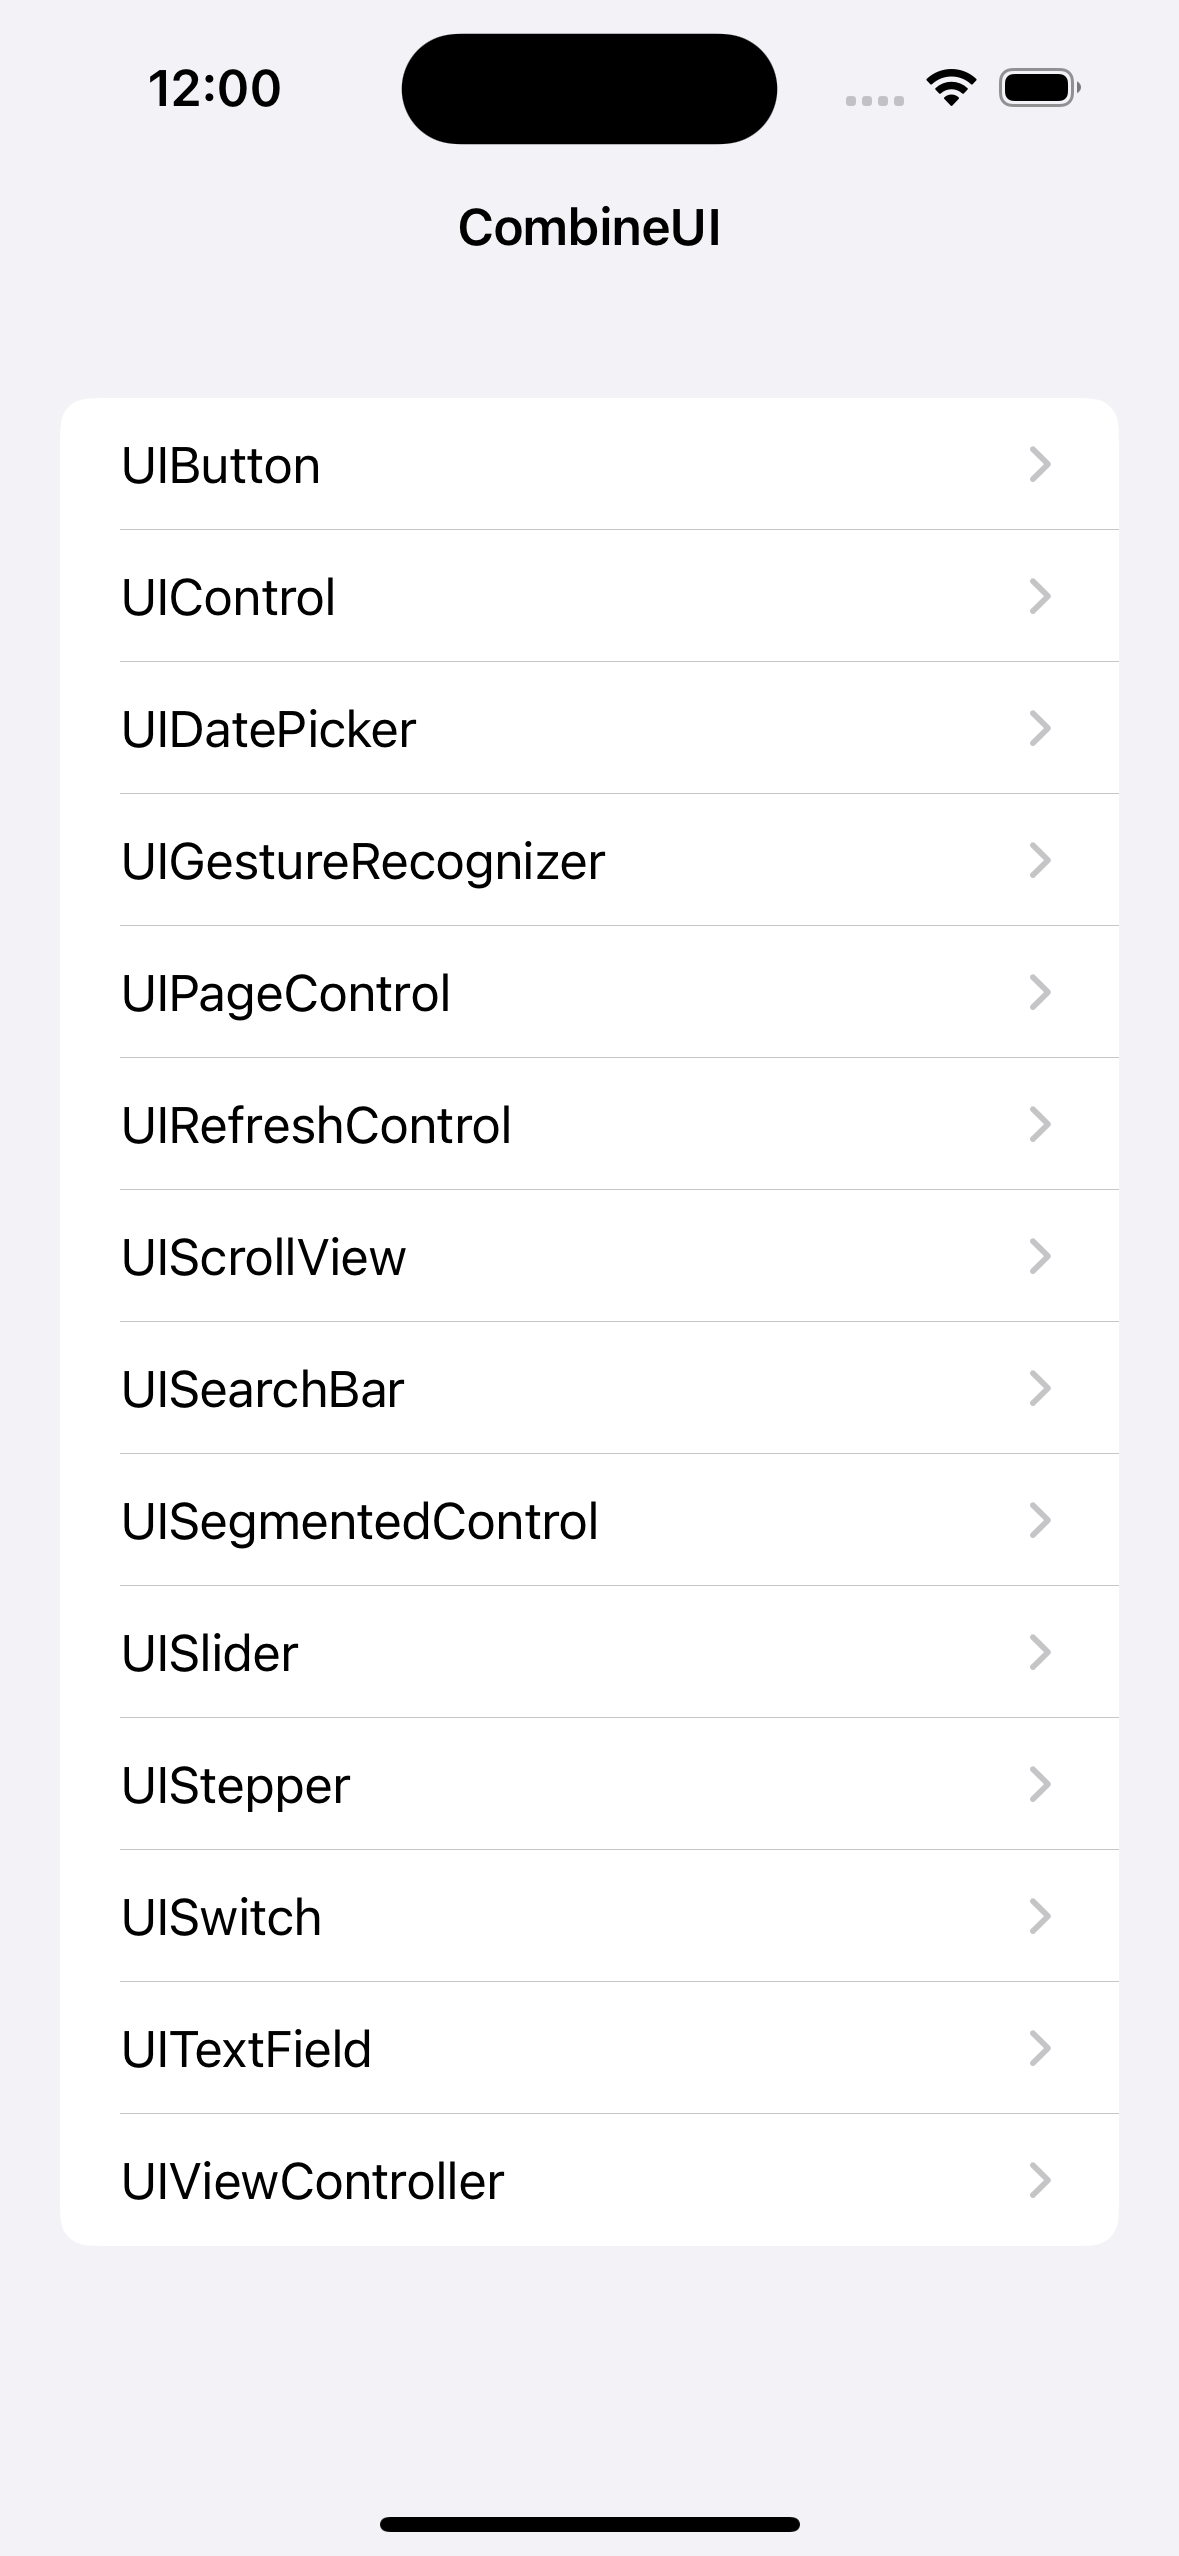 12:00
CombineUI
UIButton
UIControl
UIDatePicker
UIGestureRecognizer
UIPageControl
UIRefreshControl
UIScrollView
UISearchBar
UISegmentedControl
UISlider
UIStepper
UISwitch
UITextField
UIViewController